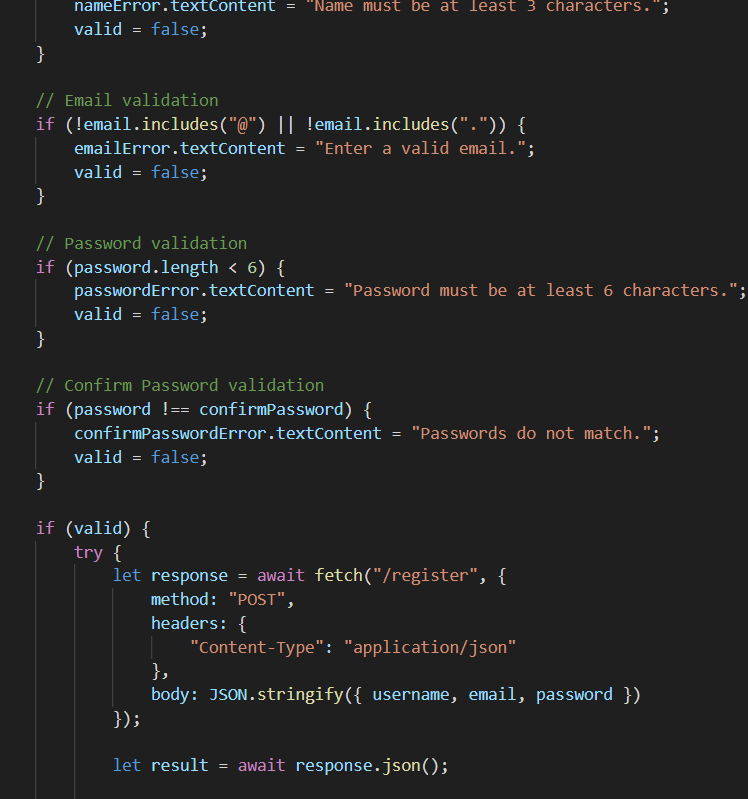 nameError.textContent = "Name must be at least 3 characters.";
valid = false;
}
// Email validation
if (!email.includes("@") || !email.includes(".")) {
emailError.textContent = "Enter a valid email.";
valid = false;
}
// Password validation
if (password.length < 6) {
passwordError.textContent = "Password must be at least 6 characters.";
valid = false;
}
// Confirm Password validation
if (password !== confirmPassword) {
confirmPasswordError.textContent = "Passwords do not match.";
valid = false;
}
if (valid) {
try {
let response = await fetch("/register", {
method: "POST",
headers: {
"Content-Type": "application/json"
},
body: JSON.stringify({ username, email, password })
});
let result = await response.json();